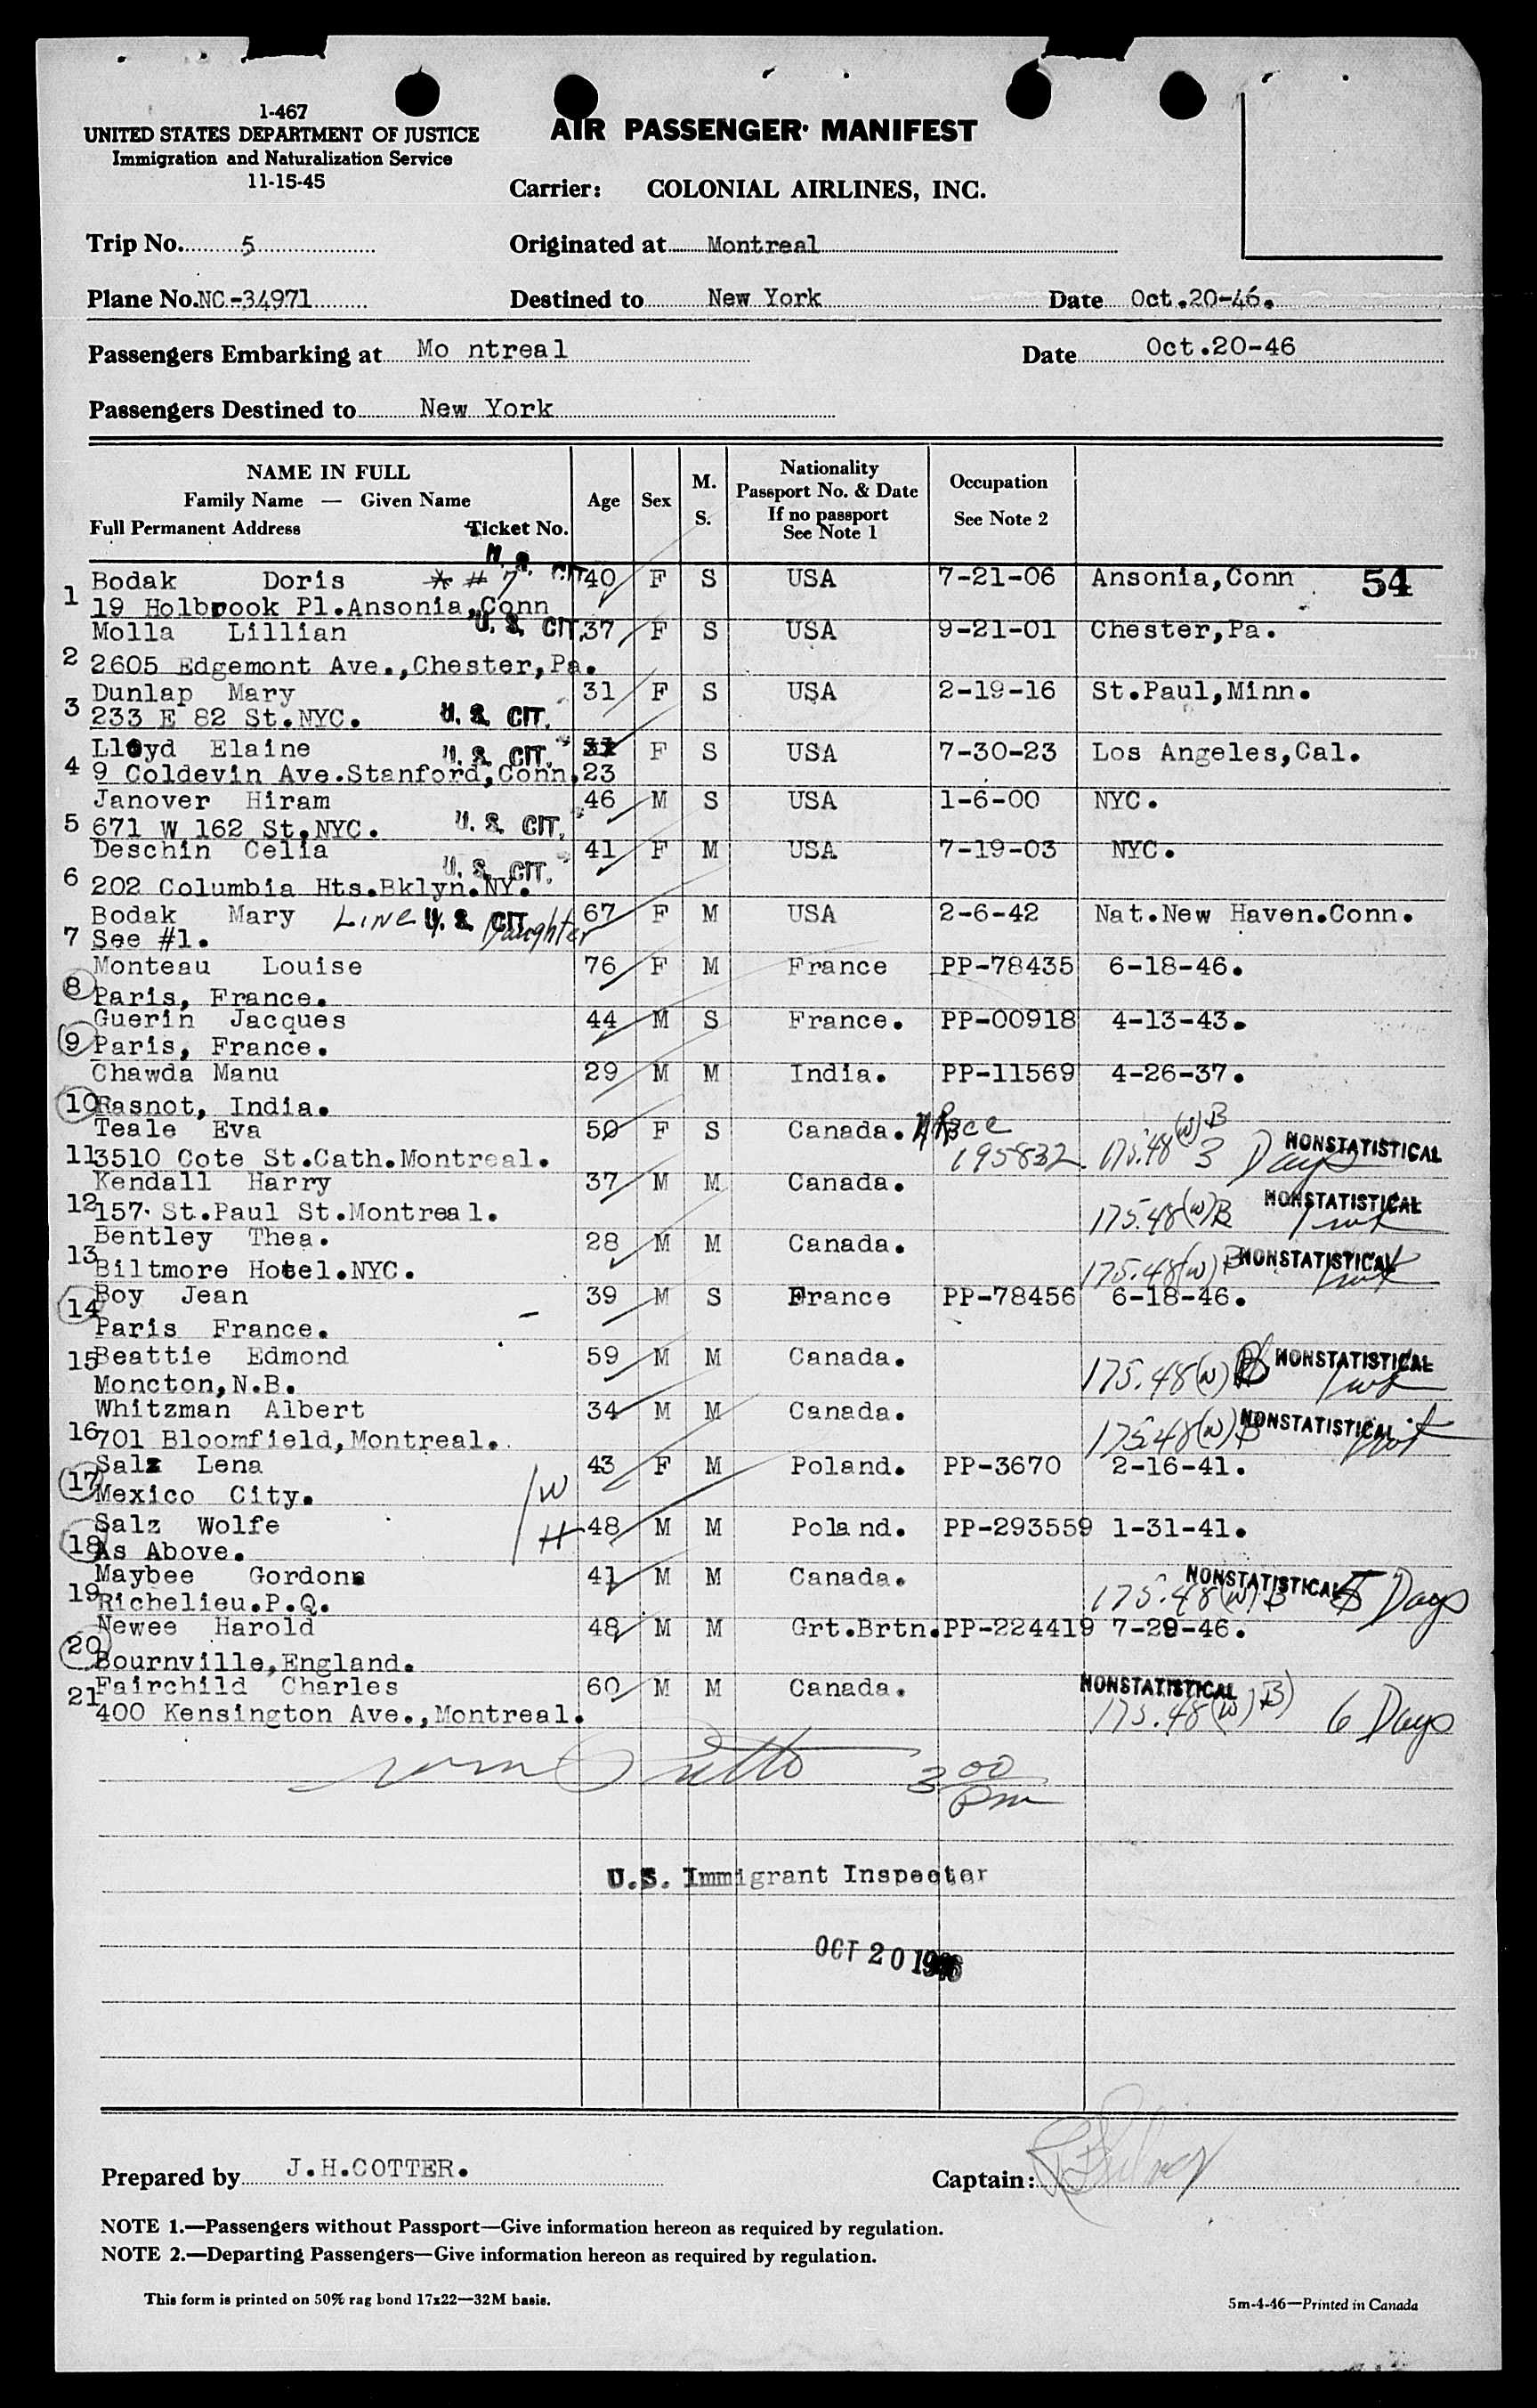 1-467
UNITED STATES DEPARTMENT OF JUSTICE
Immigration and Naturalization Service
11-15-45
AIR PASSENGER MANIFEST
Carrier: COLONIAL AIRLINES, INC.
Trip No. 5 Originated at Montreal
Plane No. NC-34971 Destined to New York Date Oct.20-46.
Passengers Embarking at Mo ntreal Date Oct.20-46
Passengers Destined to New York
NAME IN FULL
Family Name — Given Name
Full Permanent Address Ticket No.
Age Sex M. S.
Nationality
Passport No. & Date
If no passport
See Note 1
Occupation
See Note 2
1 Bodak Doris # 7 U. S. CIT. 40 F S USA 7-21-06 Ansonia,Conn 54
19 Holbrook Pl.Ansonia,Conn
2 Molla Lillian U. S. CIT. 37 F S USA 9-21-01 Chester,Pa.
2605 Edgemont Ave.,Chester,Pa.
3 Dunlap Mary 31 F S USA 2-19-16 St.Paul,Minn.
233 E 82 St.NYC. U. S. CIT.
4 Lloyd Elaine U. S. CIT. F S USA 7-30-23 Los Angeles,Cal.
9 Coldevin Ave.Stanford,Conn.23
5 Janover Hiram 46 M S USA 1-6-00 NYC.
671 W 162 St.NYC. U. S. CIT.
6 Deschin Celia 41 F M USA 7-19-03 NYC.
202 Columbia Hts.Bklyn.NY. U. S. CIT.
7 Bodak Mary Line 1 U. S. CIT. Daughter 67 F M USA 2-6-42 Nat.New Haven.Conn.
See #1.
8 Monteau Louise 76 F M France PP-78435 6-18-46.
Paris, France.
9 Guerin Jacques 44 M S France. PP-00918 4-13-43.
Paris, France.
10 Chawda Manu 29 M M India. PP-11569 4-26-37.
Rasnot, India.
11 Teale Eva 50 F S Canada. 195832 175.48(w)B 3 Days NONSTATISTICAL
3510 Cote St.Cath.Montreal.
12 Kendall Harry 37 M M Canada. 175.48(w)B NONSTATISTICAL
157 St.Paul St.Montreal.
13 Bentley Thea. 28 M M Canada. 175.48(w)B NONSTATISTICAL
Biltmore Hotel.NYC.
14 Boy Jean 39 M S France PP-78456 6-18-46.
Paris France.
15 Beattie Edmond 59 M M Canada. 175.48(w)B NONSTATISTICAL
Moncton,N.B.
16 Whitzman Albert 34 M M Canada. 175.48(w)B NONSTATISTICAL
701 Bloomfield,Montreal.
17 Salz Lena W 43 F M Poland. PP-3670 2-16-41.
Mexico City.
18 Salz Wolfe H 48 M M Poland. PP-293559 1-31-41.
As Above.
19 Maybee Gordon 41 M M Canada. 175.48(w)B NONSTATISTICAL 5 Days
Richelieu.P.Q.
20 Newee Harold 48 M M Grt.Brtn.PP-224419 7-29-46.
Bournville,England.
21 Fairchild Charles 60 M M Canada. NONSTATISTICAL
400 Kensington Ave.,Montreal. 175.48(w)B) 6 Days
3 00 Pm
U.S. Immigrant Inspector
OCT 20 1946
Prepared by J.H.COTTER. Captain:
NOTE 1.—Passengers without Passport—Give information hereon as required by regulation.
NOTE 2.—Departing Passengers—Give information hereon as required by regulation.
This form is printed on 50% rag bond 17x22—32M basis. 5m-4-46—Printed in Canada